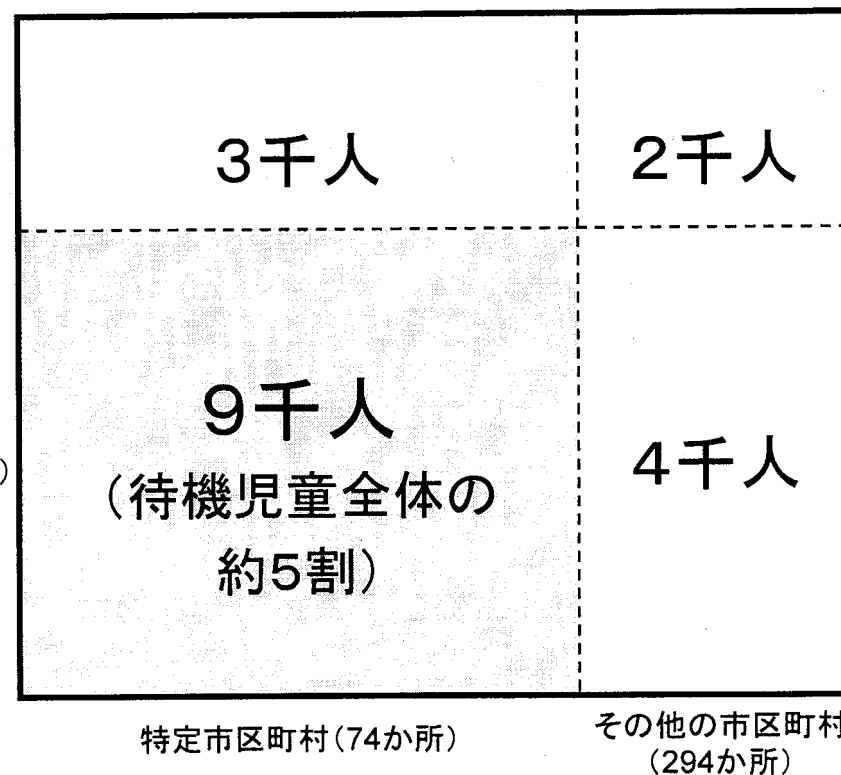 3千人
2千人
9千人
(待機児童全体の
約5割)
4千人
)
特定市区町村(74か所)
その他の市区町村
(294か所)